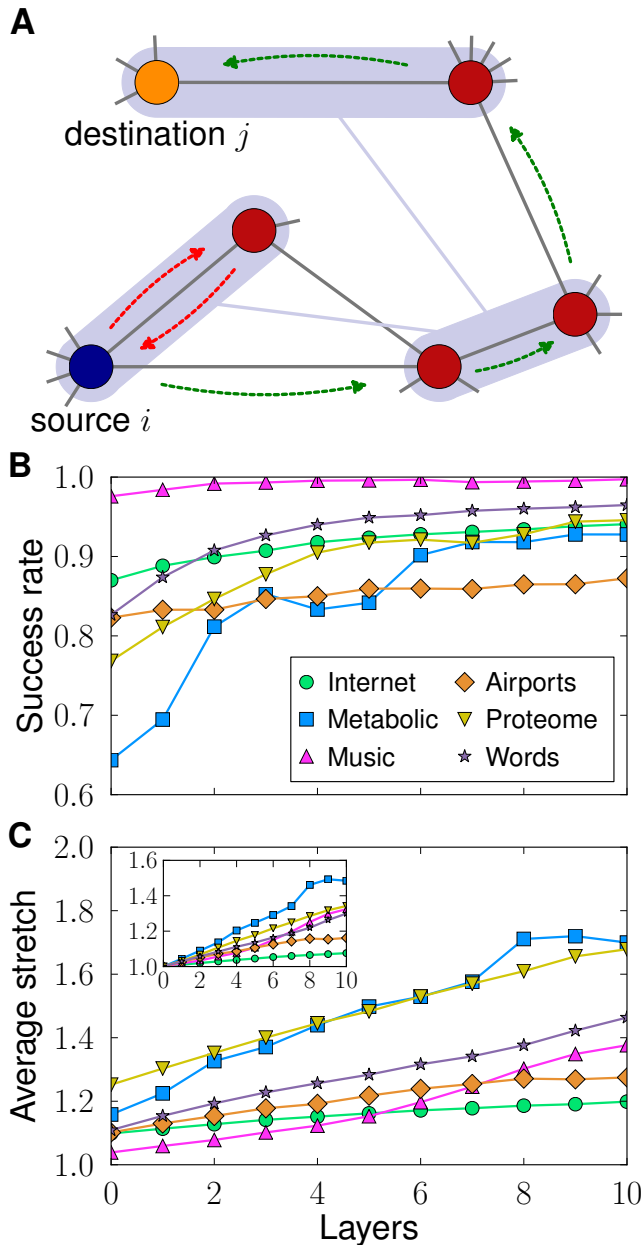 A
destination j
source i
B
1.0
0.9
0.8
0.7
0.6
Success rate
Internet
Metabolic
Music
Airports
Proteome
Words
C
2.0
1.8
1.6
1.4
1.2
1.0
Average stretch
1.6
1.4
1.2
1.0
0 2 4 6 8 10
0 2 4 6 8 10
Layers